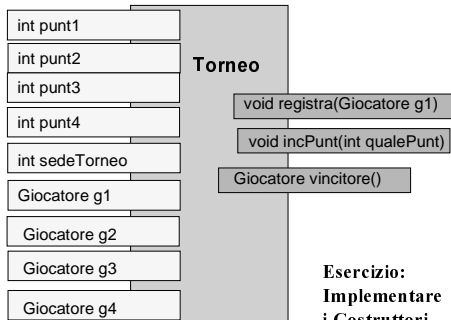 int punt1
int punt2
int punt3
int punt4
int sedeTorneo
Giocatore g1
Giocatore g2
Giocatore g3
Giocatore g4
Torneo
void registra(Giocatore g1)
void incPunt(int qualePunt)
Giocatore vincitore()
Esercizio:
Implementare
i Costruttori